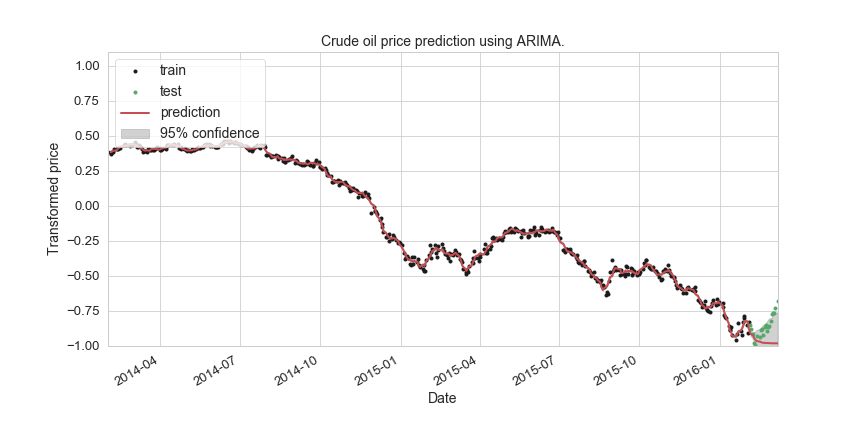 Crude oil price prediction using ARIMA.
1.00
0.75
0.50
0.25
0.00
−0.25
−0.50
−0.75
−1.00
Transformed price
train
test
prediction
95% confidence
2014-04
2014-07
2014-10
2015-01
2015-04
2015-07
2015-10
2016-01
Date